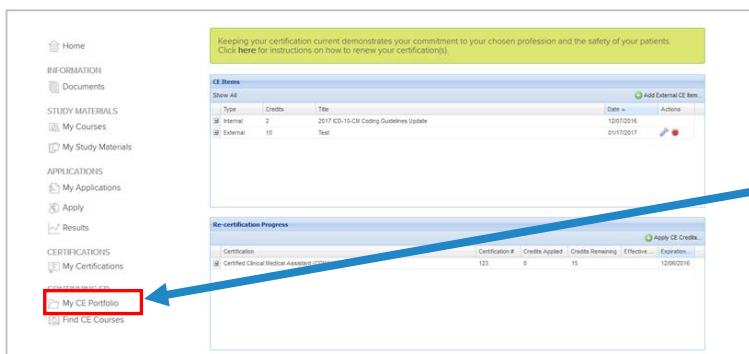 Home
INFORMATION
Documents
STUDY MATERIALS
My Courses
My Study Materials
APPLICATIONS
My Applications
Apply
Results
CERTIFICATIONS
My Certifications
CONTINUING ED
My CE Portfolio
Find CE Courses
Keeping your certification current demonstrates your commitment to your chosen profession and the safety of your patients.
Click here for instructions on how to renew your certification(s).
CE Items
Show All Add External CE Item...
Type Credits Title Date Actions
Internal 2 2017 ICD-10-CM Coding Guidelines Update 12/07/2016
External 10 Test 01/17/2017
Re-certification Progress
Apply CE Credits...
Certification Certification # Credits Applied Credits Remaining Effective ... Expiration...
Certified Clinical Medical Assistant 123 0 15 12/06/2016